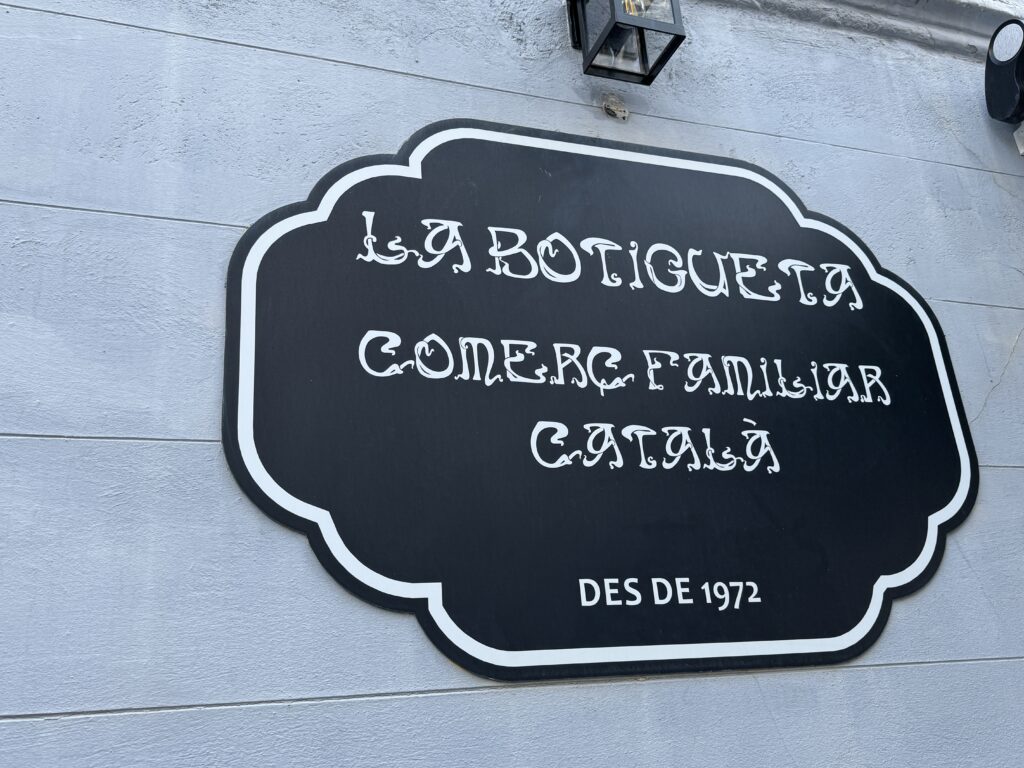 LA BOTIGUETA
COMERÇ FAMILIAR
CATALÀ
DES DE 1972